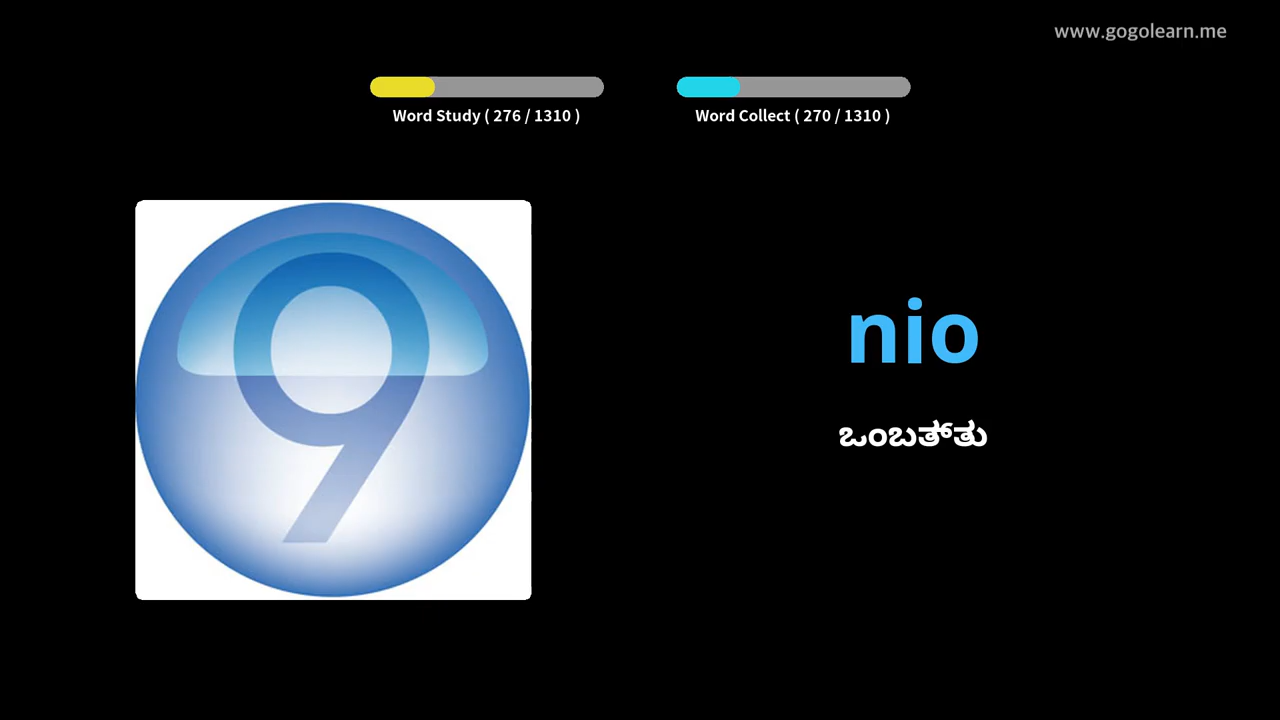 www.gogolearn.me
Word Study ( 276 / 1310 )
Word Collect ( 270 / 1310 )
9
nio
ಒಂಬತ್ತು